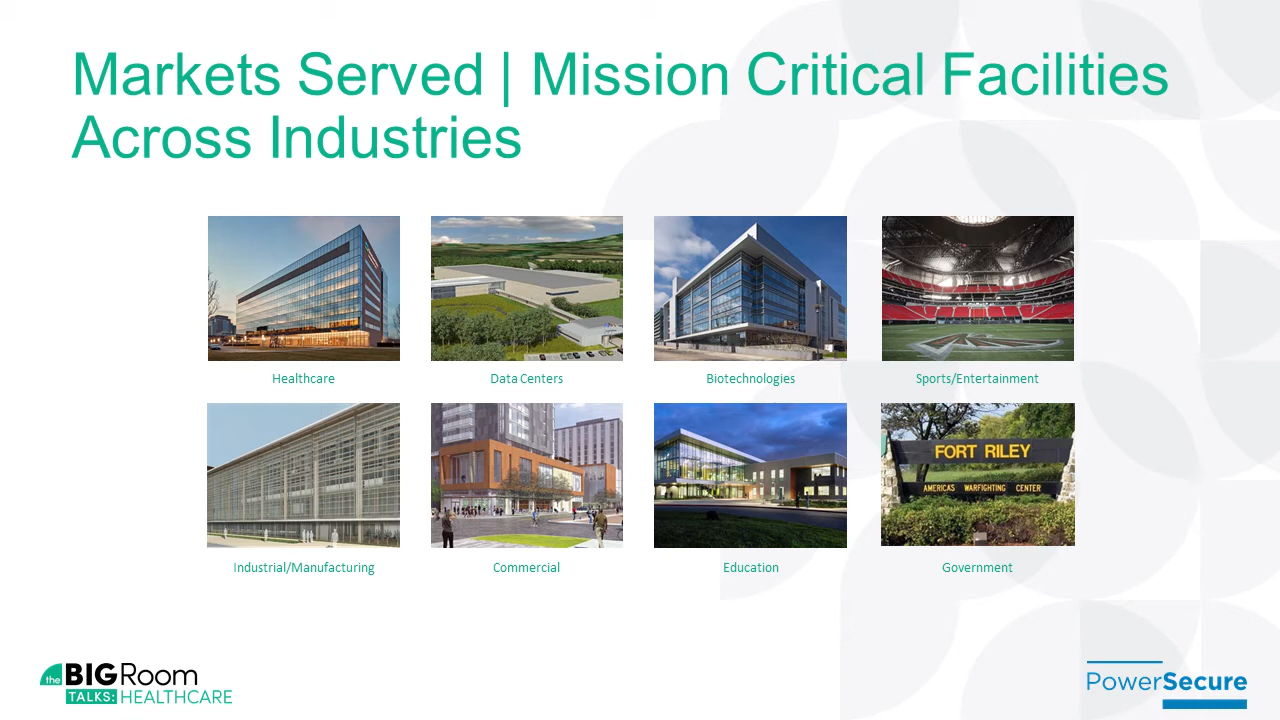 Markets Served | Mission Critical Facilities
Across Industries
Healthcare
Data Centers
Biotechnologies
Sports/Entertainment
FORT RILEY
AMERICAS WARFIGHTING CENTER
Industrial/Manufacturing
Commercial
Education
Government
the BIG Room
TALKS: HEALTHCARE
PowerSecure